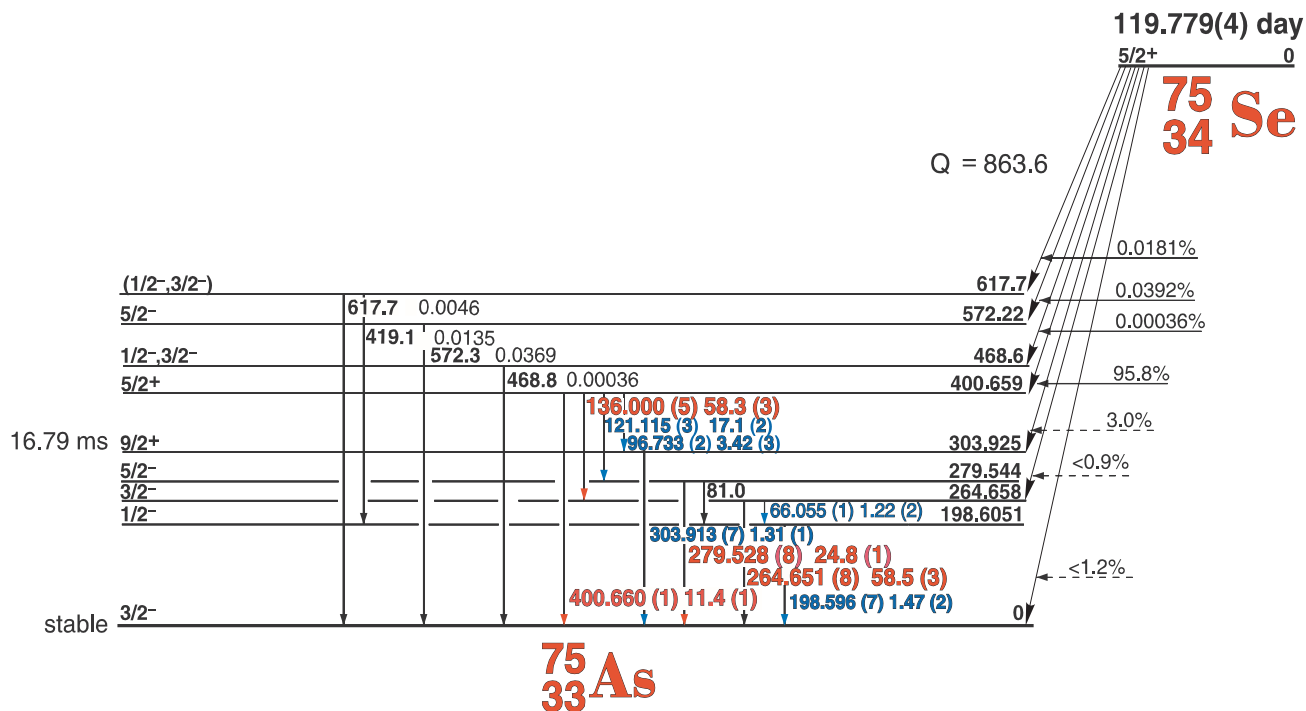 119.779(4) day
5/2+ 0
75
34 Se
Q = 863.6
0.0181%
(1/2⁻,3/2⁻) 617.7
0.0392%
617.7 0.0046
5/2⁻ 572.22
0.00036%
419.1 0.0135
572.3 0.0369
1/2⁻,3/2⁻ 468.6
468.8 0.00036
95.8%
5/2+ 400.659
136.000 (5) 58.3 (3)
121.115 (3) 17.1 (2)
3.0%
16.79 ms 9/2+ 96.733 (2) 3.42 (3) 303,925
<0.9%
5/2⁻ 279.544
81.0
3/2⁻ 264.658
66.055 (1) 1.22 (2)
1/2⁻ 198.6051
303.913 (7) 1.31 (1)
279.528 (8) 24.8 (1)
<1.2%
264.651 (8) 58.5 (3)
400.660 (1) 11.4 (1)
198.596 (7) 1.47 (2)
stable 3/2⁻ 0
75
33 As